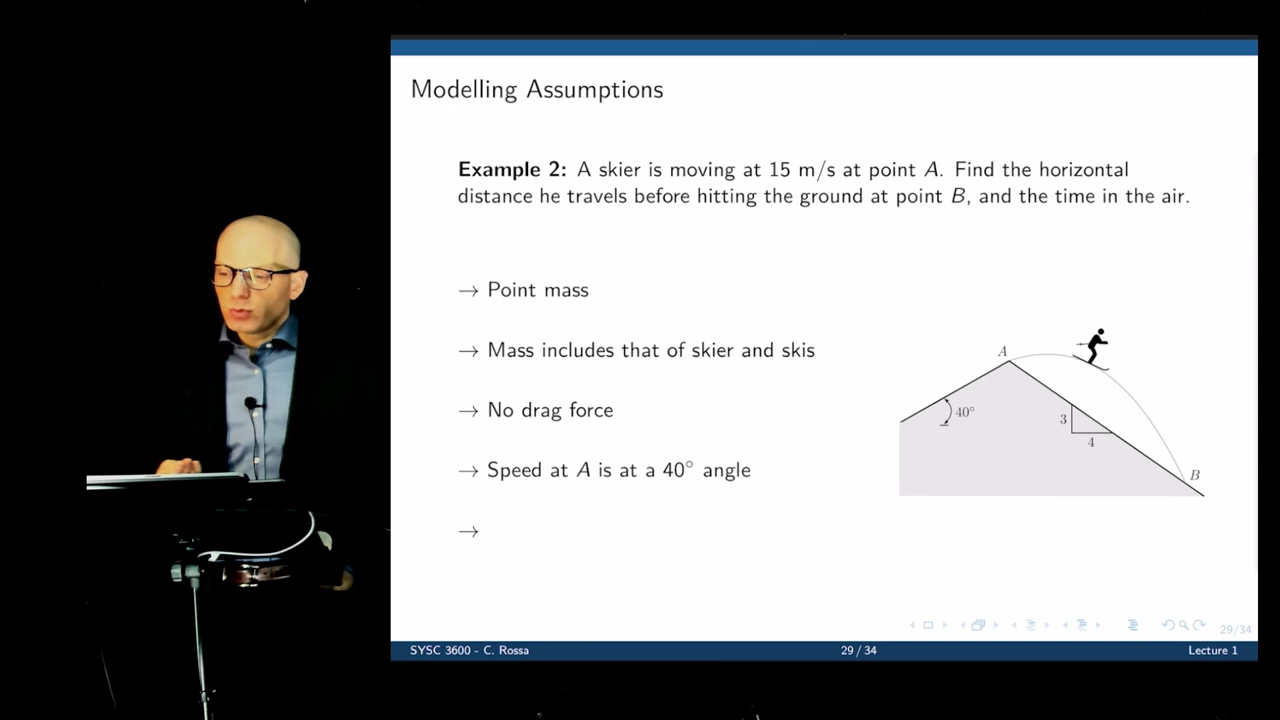 Modelling Assumptions
Example 2: A skier is moving at 15 m/s at point A. Find the horizontal
distance he travels before hitting the ground at point B, and the time in the air.
→ Point mass
→ Mass includes that of skier and skis
→ No drag force
→ Speed at A is at a 40° angle
→
A
40°
3
4
B
29/34
SYSC 3600 - C. Rossa
29 / 34
Lecture 1